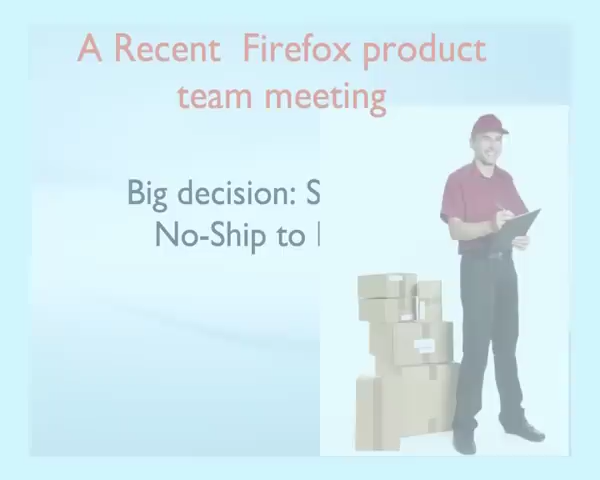 A Recent Firefox product
team meeting
Big decision: S
No-Ship to